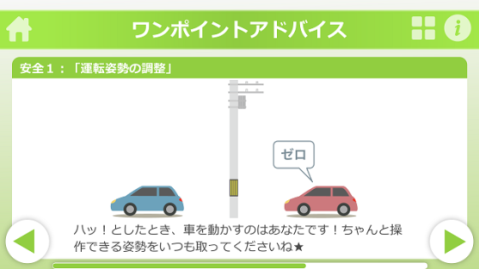 ワンポイントアドバイス
安全1:「運転姿勢の調整」
ゼロ
ハッ!としたとき、車を動かすのはあなたです!ちゃんと操
作できる姿勢をいつも取ってくださいね★